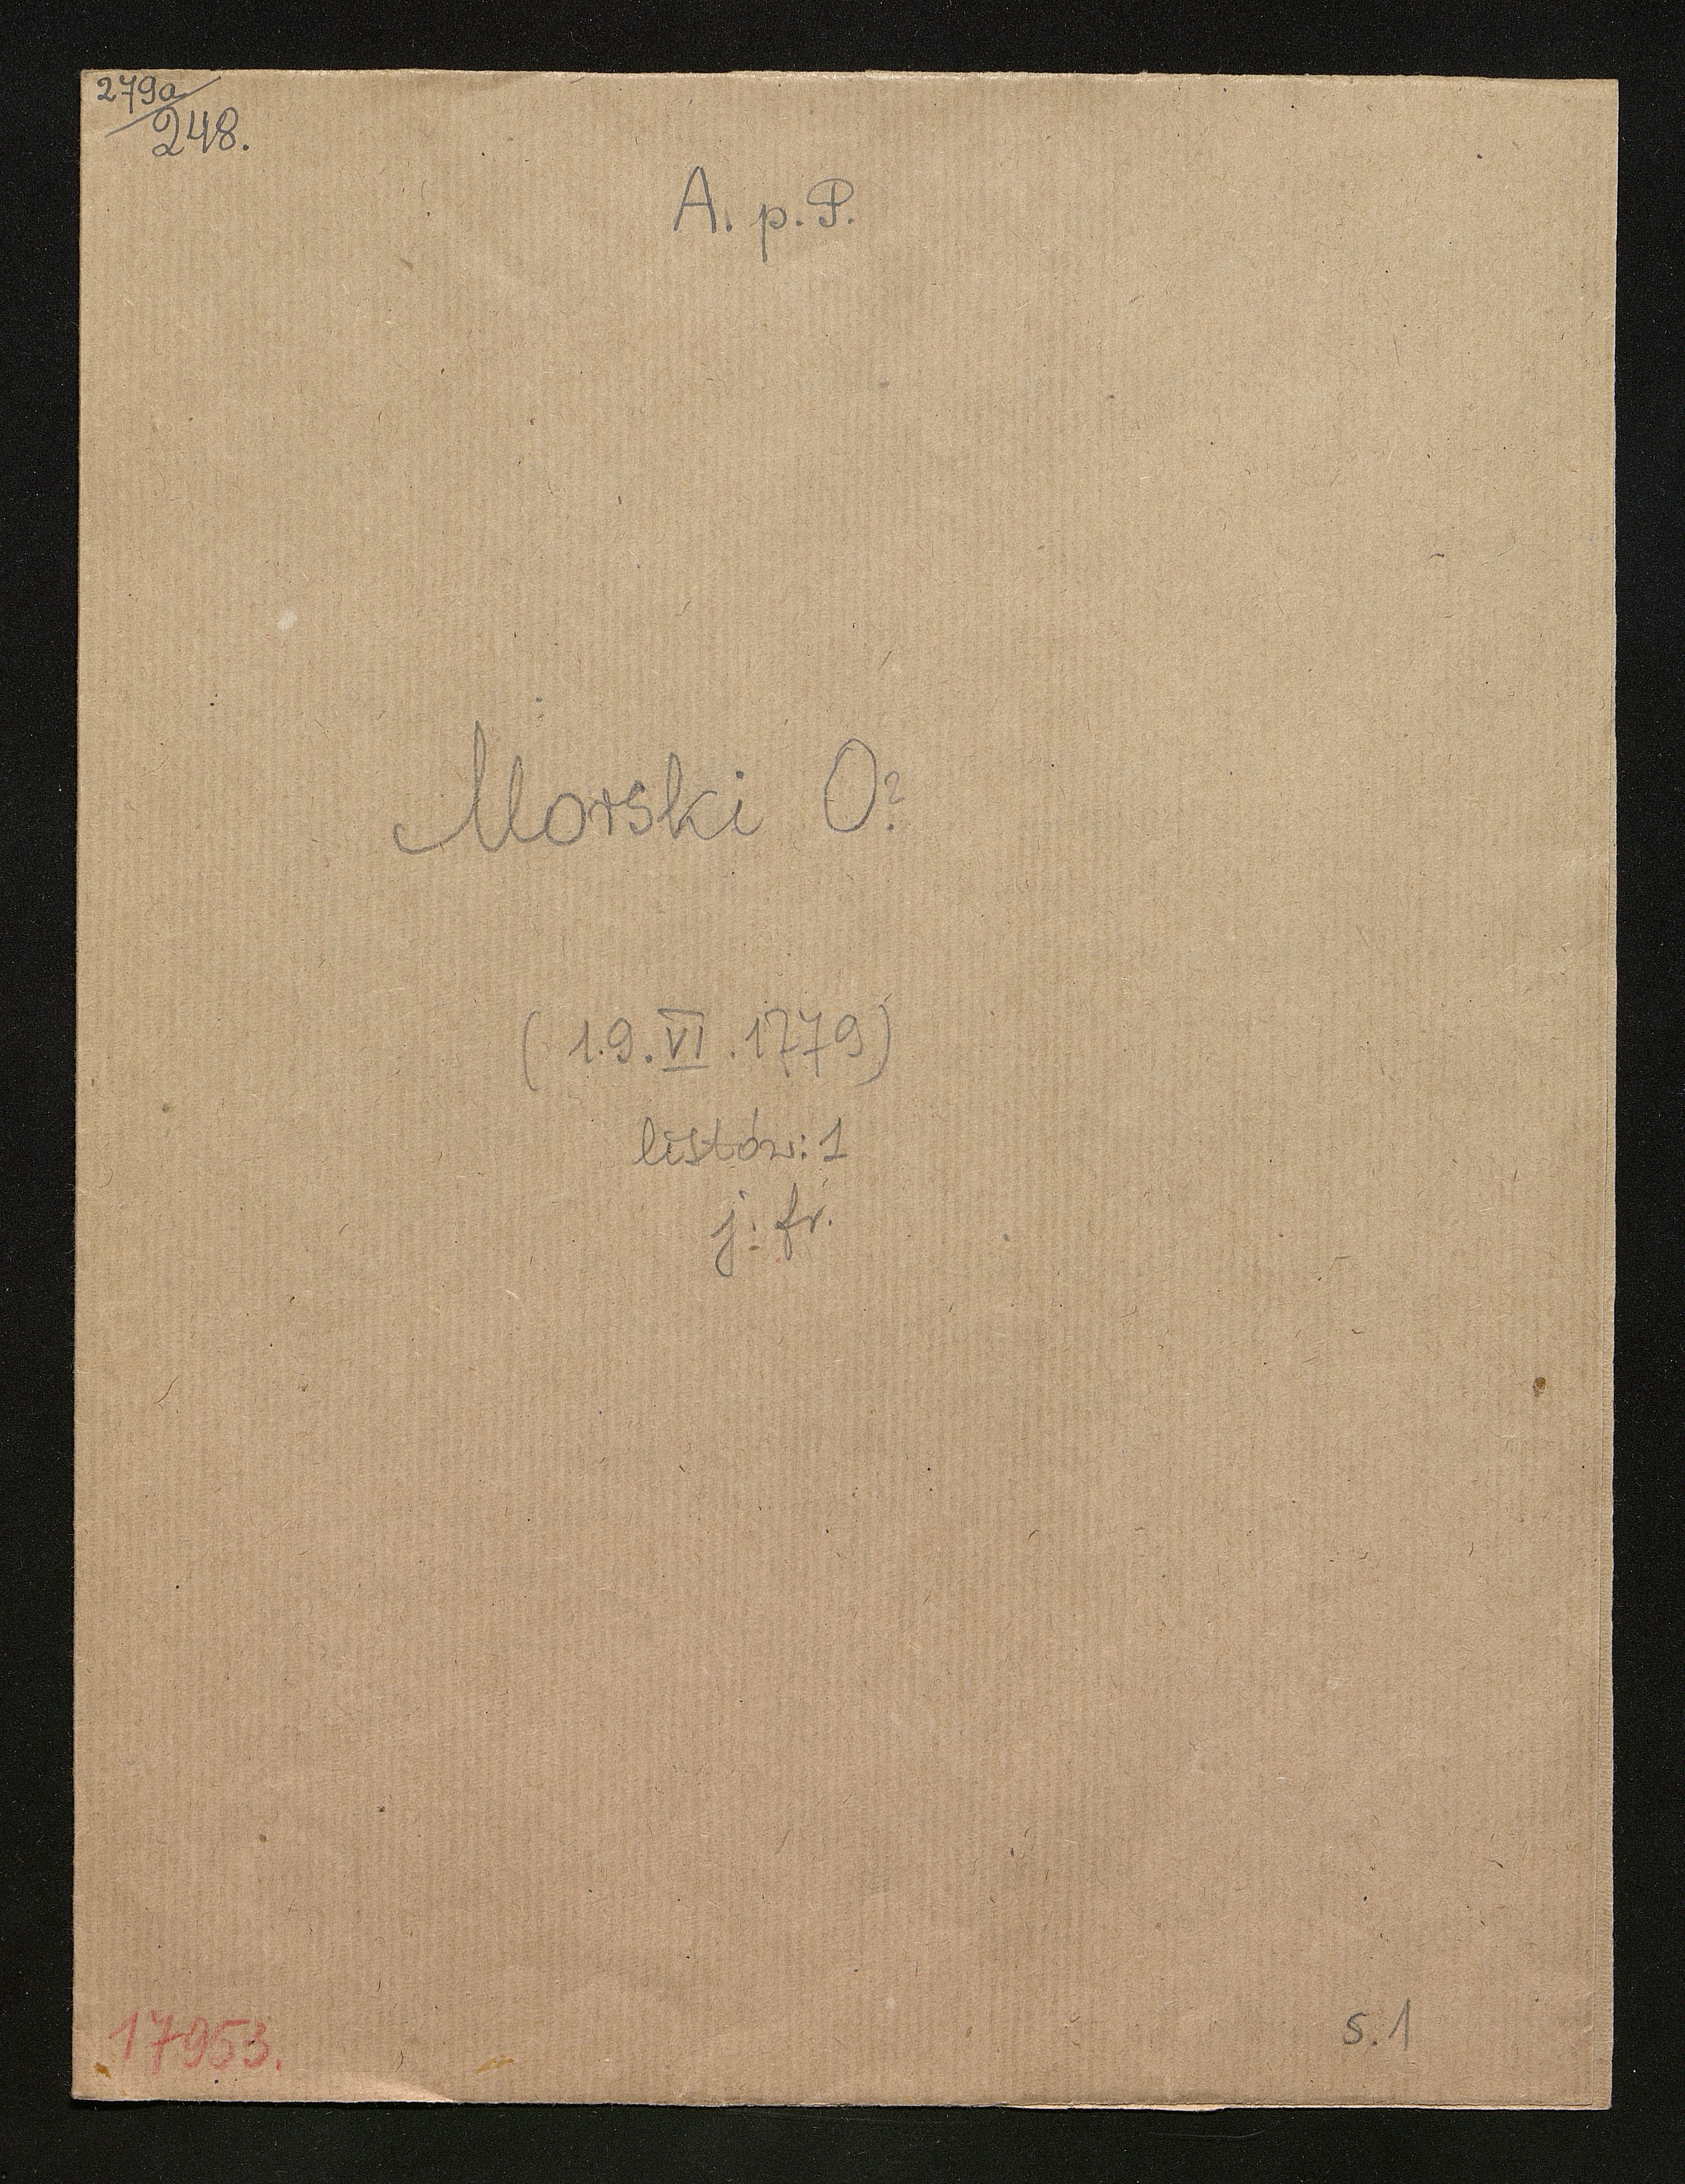 279a/
248.
A. p. P.
Morski O?
(19.VI.1779)
listów: 1
j. fr.
17953.
s. 1